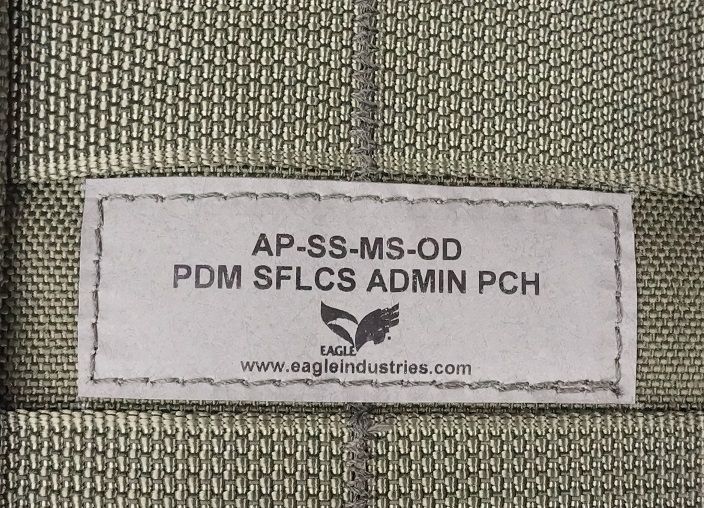 AP-SS-MS-OD
PDM SFLCS ADMIN PCH
EAGLE
www.eagleindustries.com